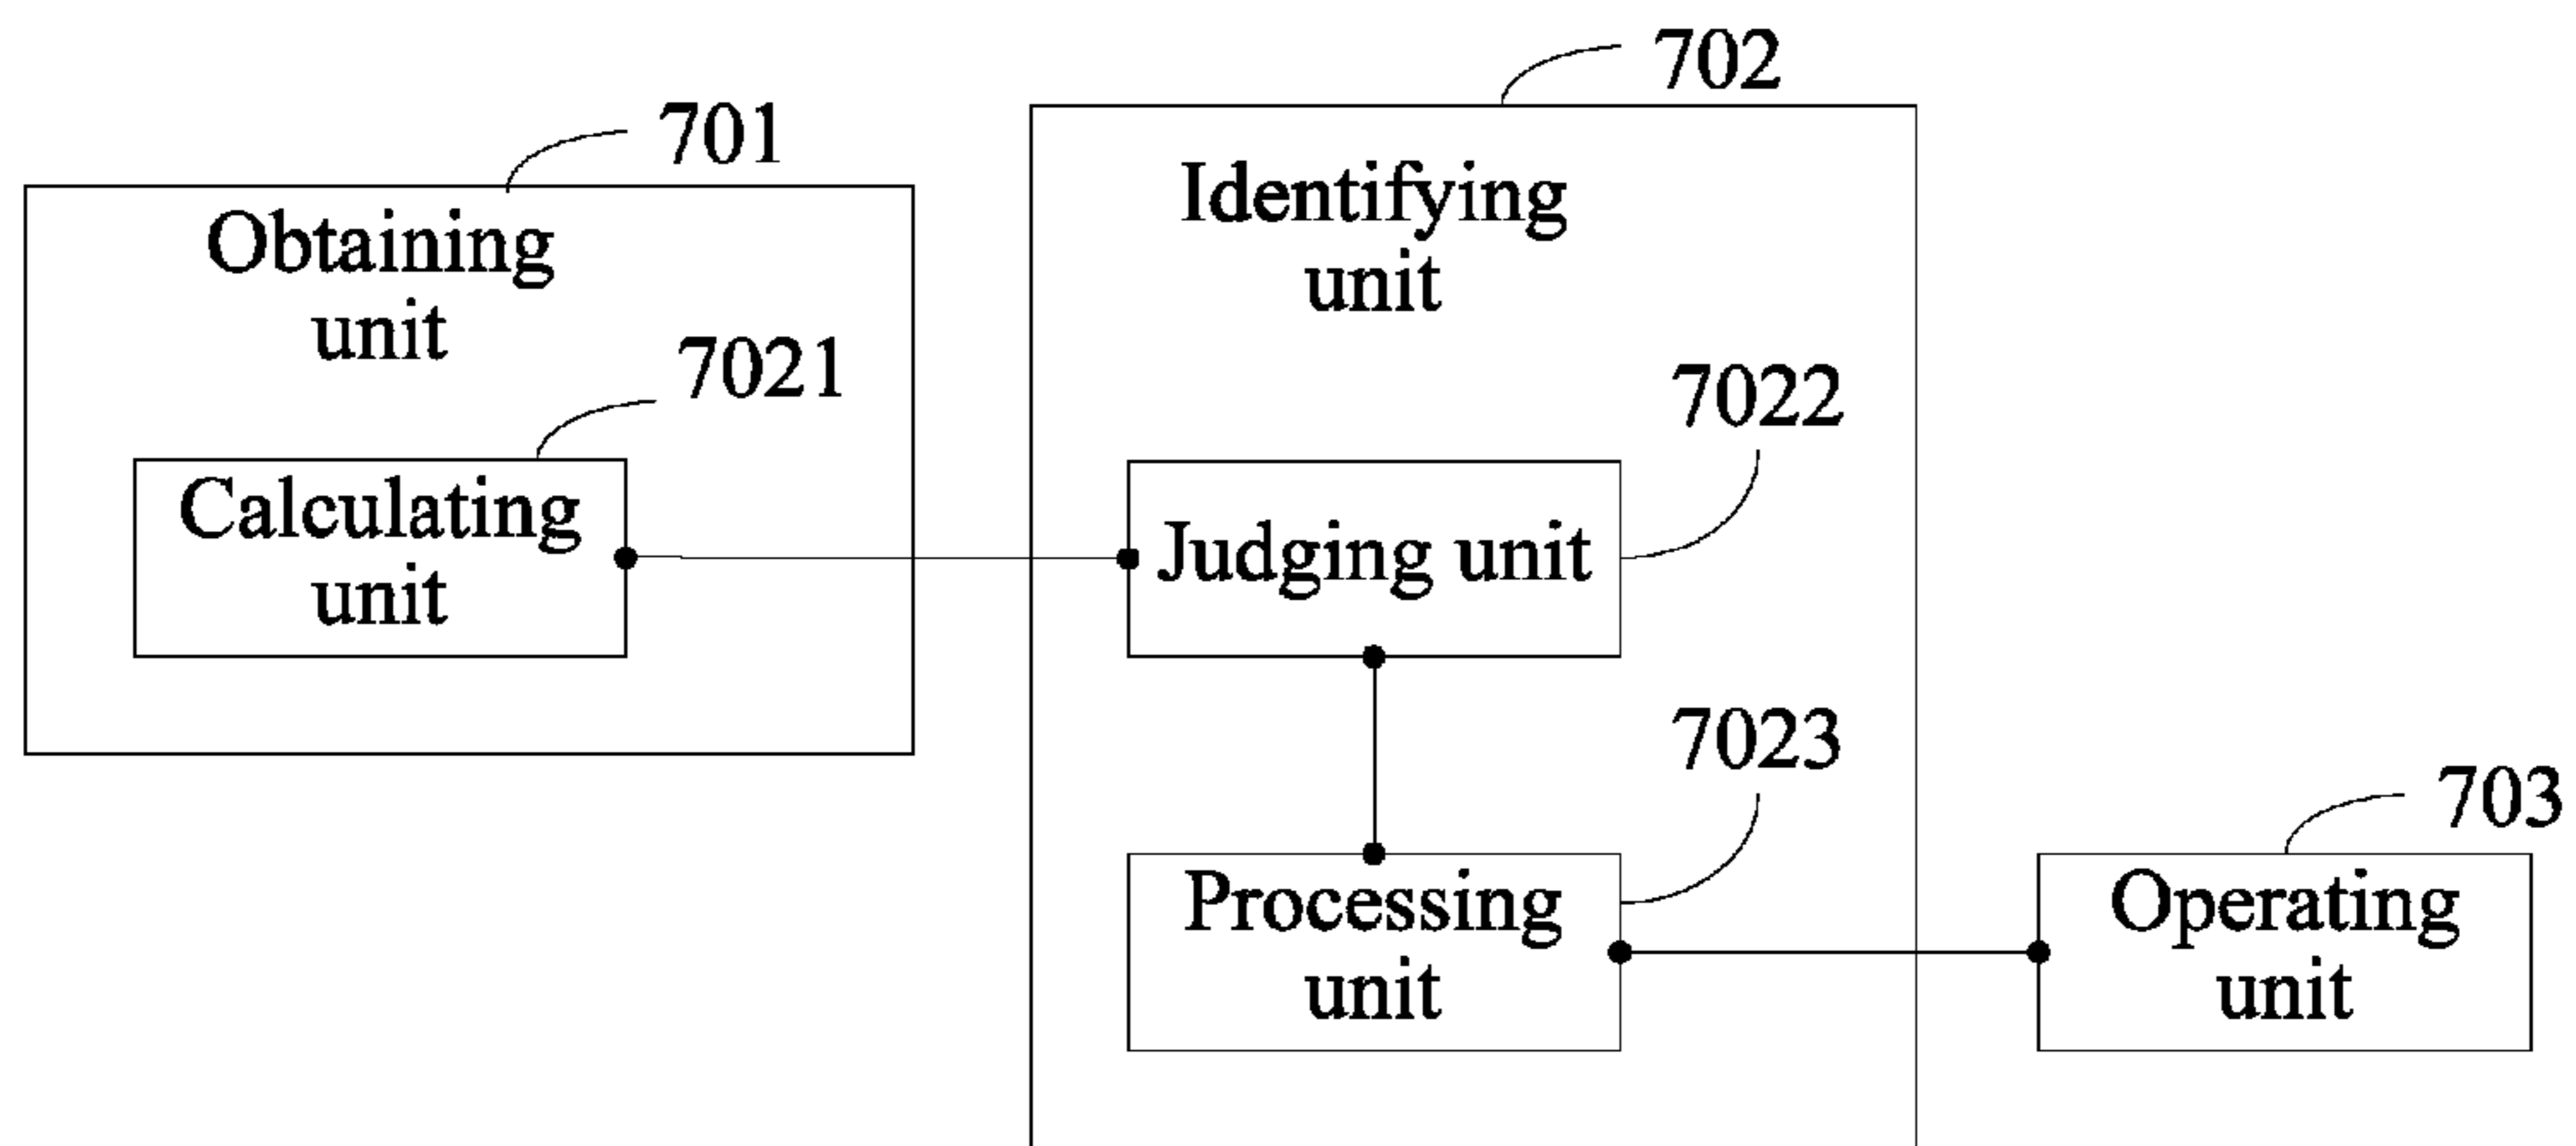 702
701
Obtaining
unit
Identifying
unit
7021
7022
Calculating
unit
Judging unit
7023
703
Processing
unit
Operating
unit